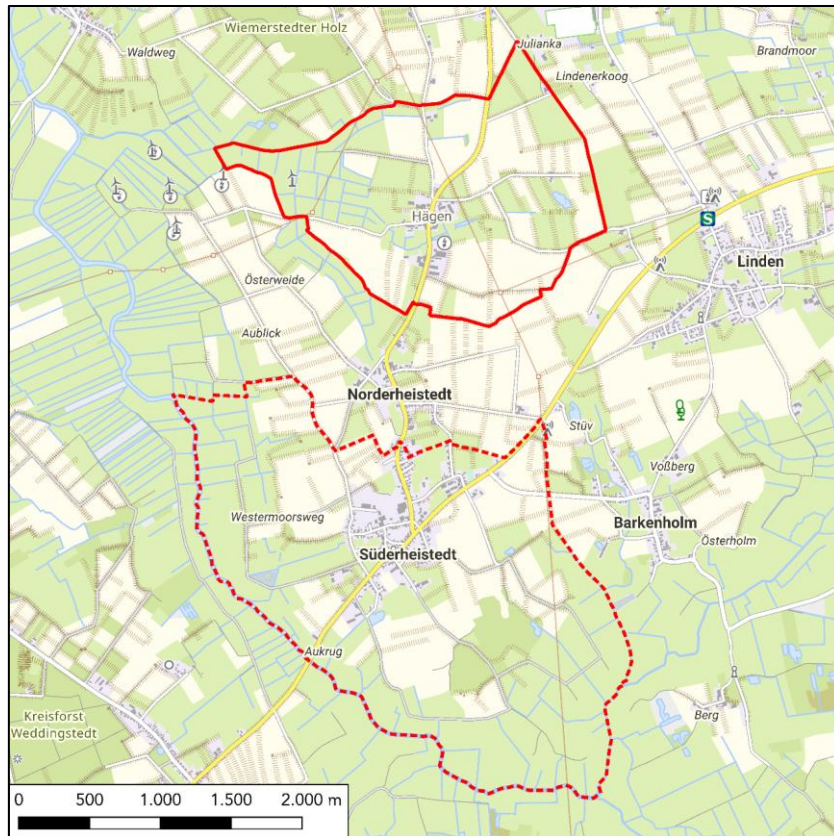 Wiemerstedter Holz
Waldweg
Julianka
Brandmoor
Lindenerkoog
Hägen
S
Linden
Österweide
Aublick
Norderheistedt
Stüv
Voßberg
Westermoorsweg
Barkenholm
Österholm
Süderheistedt
Aukrug
Kreisforst
Weddingstedt
Berg
0 500 1.000 1.500 2.000 m